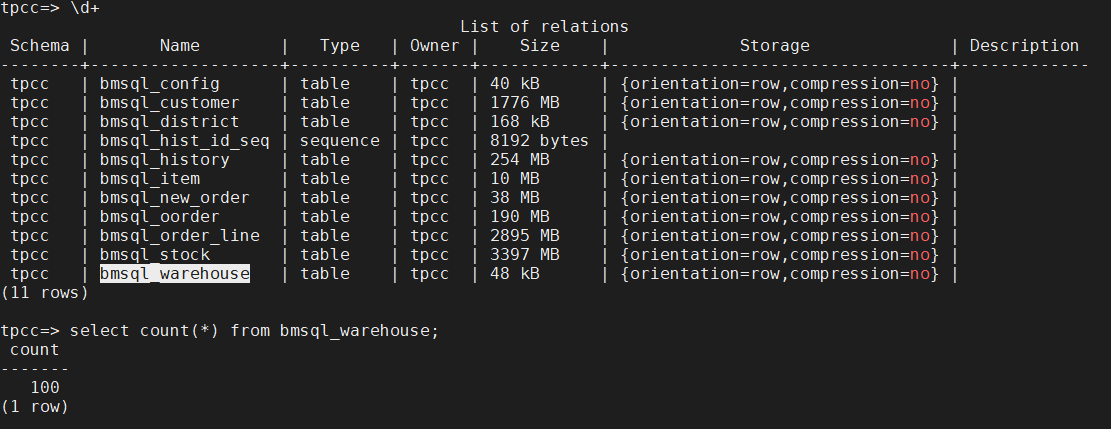 tpcc=> \d+
                                              List of relations
 Schema |       Name       |   Type   | Owner |    Size    |             Storage              | Description
--------+------------------+----------+-------+------------+----------------------------------+-------------
 tpcc   | bmsql_config      | table    | tpcc  | 40 kB      | {orientation=row,compression=no} |
 tpcc   | bmsql_customer    | table    | tpcc  | 1776 MB    | {orientation=row,compression=no} |
 tpcc   | bmsql_district    | table    | tpcc  | 168 kB     | {orientation=row,compression=no} |
 tpcc   | bmsql_hist_id_seq | sequence | tpcc  | 8192 bytes |                                  |
 tpcc   | bmsql_history     | table    | tpcc  | 254 MB     | {orientation=row,compression=no} |
 tpcc   | bmsql_item        | table    | tpcc  | 10 MB      | {orientation=row,compression=no} |
 tpcc   | bmsql_new_order   | table    | tpcc  | 38 MB      | {orientation=row,compression=no} |
 tpcc   | bmsql_oorder      | table    | tpcc  | 190 MB     | {orientation=row,compression=no} |
 tpcc   | bmsql_order_line  | table    | tpcc  | 2895 MB    | {orientation=row,compression=no} |
 tpcc   | bmsql_stock       | table    | tpcc  | 3397 MB    | {orientation=row,compression=no} |
 tpcc   | bmsql_warehouse   | table    | tpcc  | 48 kB      | {orientation=row,compression=no} |
(11 rows)
tpcc=> select count(*) from bmsql_warehouse;
 count
-------
   100
(1 row)